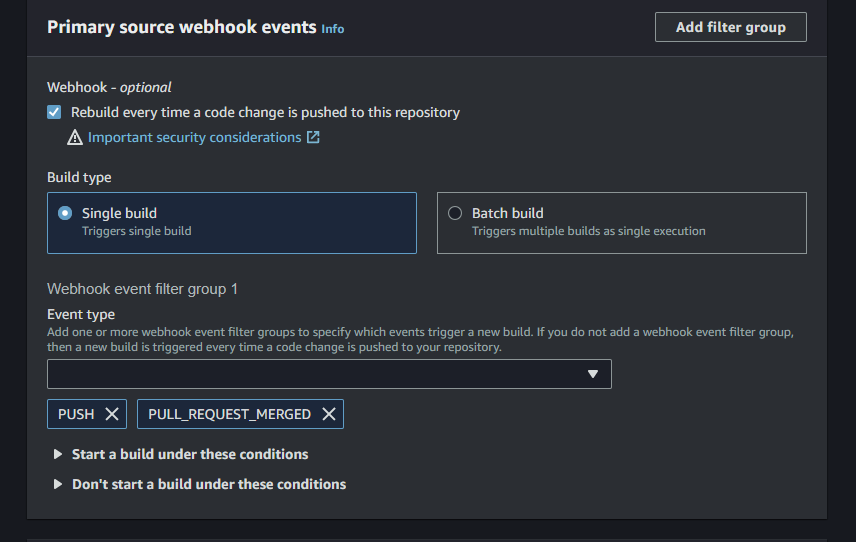 Primary source webhook events Info
Add filter group
Webhook - optional
Rebuild every time a code change is pushed to this repository
Important security considerations
Build type
Single build
Triggers single build
Batch build
Triggers multiple builds as single execution
Webhook event filter group 1
Event type
Add one or more webhook event filter groups to specify which events trigger a new build. If you do not add a webhook event filter group,
then a new build is triggered every time a code change is pushed to your repository.
PUSH
PULL_REQUEST_MERGED
Start a build under these conditions
Don't start a build under these conditions